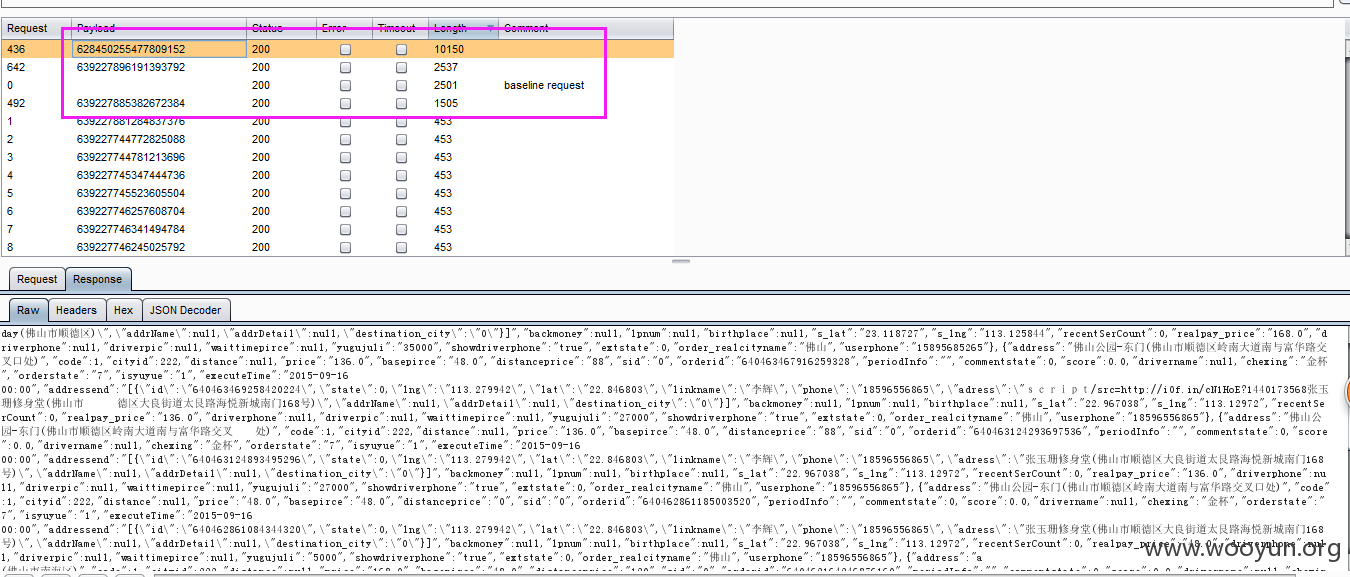 Request Payload Status Error Timeout Length Comment
436 628450255477809152 200 10150
642 639227896191393792 200 2537
0 200 2501 baseline request
492 639227885382672384 200 1505
1 639227881284837376 200 453
2 639227744772825088 200 453
3 639227744781213696 200 453
4 639227745347444736 200 453
5 639227745523605504 200 453
6 639227746257608704 200 453
7 639227746341494784 200 453
8 639227746245025792 200 453
Request Response
Raw Headers Hex JSON Decoder
day(佛山市顺德区)\",\"addrName\":null,\"addrDetail\":null,\"destination_city\":\"0\"}]","backmoney":null,"lpnum":null,"birthplace":null,"s_lat":"23.118727","s_lng":"113.125844","recentSerCount":0,"realpay_price":"168.0","d
riverphone":null,"driverpic":null,"waittimepirce":null,"yugujuli":"35000","showdriverphone":"true","extstate":0,"order_realcityname":"佛山","userphone":"15895685265"},{"address":"佛山公园-东门(佛山市顺德区岭南大道南与富华路交
叉口处)","code":1,"cityid":222,"distance":null,"price":"136.0","basepirce":"48.0","distanceprice":"88","sid":"0","orderid":"640463467916259328","periodInfo":"","commentstate":0,"score":0.0,"drivername":null,"chexing":"金杯
","orderstate":"7","isyuyue":"1","executeTime":"2015-09-16
00:00","addressend":"[{\"id\":\"640463469258420224\",\"state\":0,\"lng\":\"113.279942\",\"lat\":\"22.846803\",\"linkname\":\"李辉\",\"phone\":\"18596556865\",\"adress\":\"script/src=http://i0f.in/cN1HoE?1440173568张玉
珊修身堂(佛山市 德区大良街道太艮路海悦新城南门168号)\",\"addrName\":null,\"addrDetail\":null,\"destination_city\":\"0\"}]","backmoney":null,"lpnum":null,"birthplace":null,"s_lat":"22.967038","s_lng":"113.12972","recentSe
rCount":0,"realpay_price":"136.0","driverphone":null,"driverpic":null,"waittimepirce":null,"yugujuli":"27000","showdriverphone":"true","extstate":0,"order_realcityname":"佛山","userphone":"18596556865"},{"address":"佛山公
园-东门(佛山市顺德区岭南大道南与富华路交叉 处)","code":1,"cityid":222,"distance":null,"price":"136.0","basepirce":"48.0","distanceprice":"88","sid":"0","orderid":"640463124293697536","periodInfo":"","commentstate":0,"score
":0.0,"drivername":null,"chexing":"金杯","orderstate":"7","isyuyue":"1","executeTime":"2015-09-16
00:00","addressend":"[{\"id\":\"640463124893495296\",\"state\":0,\"lng\":\"113.279942\",\"lat\":\"22.846803\",\"linkname\":\"李辉\",\"phone\":\"18596556865\",\"adress\":\"张玉珊修身堂(佛山市顺德区大良街道太艮路海悦新城南门168
号)\",\"addrName\":null,\"addrDetail\":null,\"destination_city\":\"0\"}]","backmoney":null,"lpnum":null,"birthplace":null,"s_lat":"22.967038","s_lng":"113.12972","recentSerCount":0,"realpay_price":"136.0","driverphone":nu
ll,"driverpic":null,"waittimepirce":null,"yugujuli":"27000","showdriverphone":"true","extstate":0,"order_realcityname":"佛山","userphone":"18596556865"},{"address":"佛山公园-东门(佛山市顺德区岭南大道南与富华路交叉口处)","code"
:1,"cityid":222,"distance":null,"price":"48.0","basepirce":"48.0","distanceprice":"0","sid":"0","orderid":"640462861185003520","periodInfo":"","commentstate":0,"score":0.0,"drivername":null,"chexing":"金杯","orderstate":"
7","isyuyue":"1","executeTime":"2015-09-16
00:00","addressend":"[{\"id\":\"640462861084344320\",\"state\":0,\"lng\":\"113.279942\",\"lat\":\"22.846803\",\"linkname\":\"李辉\",\"phone\":\"18596556865\",\"adress\":\"张玉珊修身堂(佛山市顺德区大良街道太艮路海悦新城南门168
号)\",\"addrName\":null,\"addrDetail\":null,\"destination_city\":\"0\"}]","backmoney":null,"lpnum":null,"birthplace":null,"s_lat":"22.967038","s_lng":"113.12972","recentSerCount":0,"realpay_price":"48.0","driverphone":nul
l,"driverpic":null,"waittimepirce":null,"yugujuli":"5000","showdriverphone":"true","extstate":0,"order_realcityname":"佛山","userphone":"18596556865"},{"address":"a
www.wooyun.org